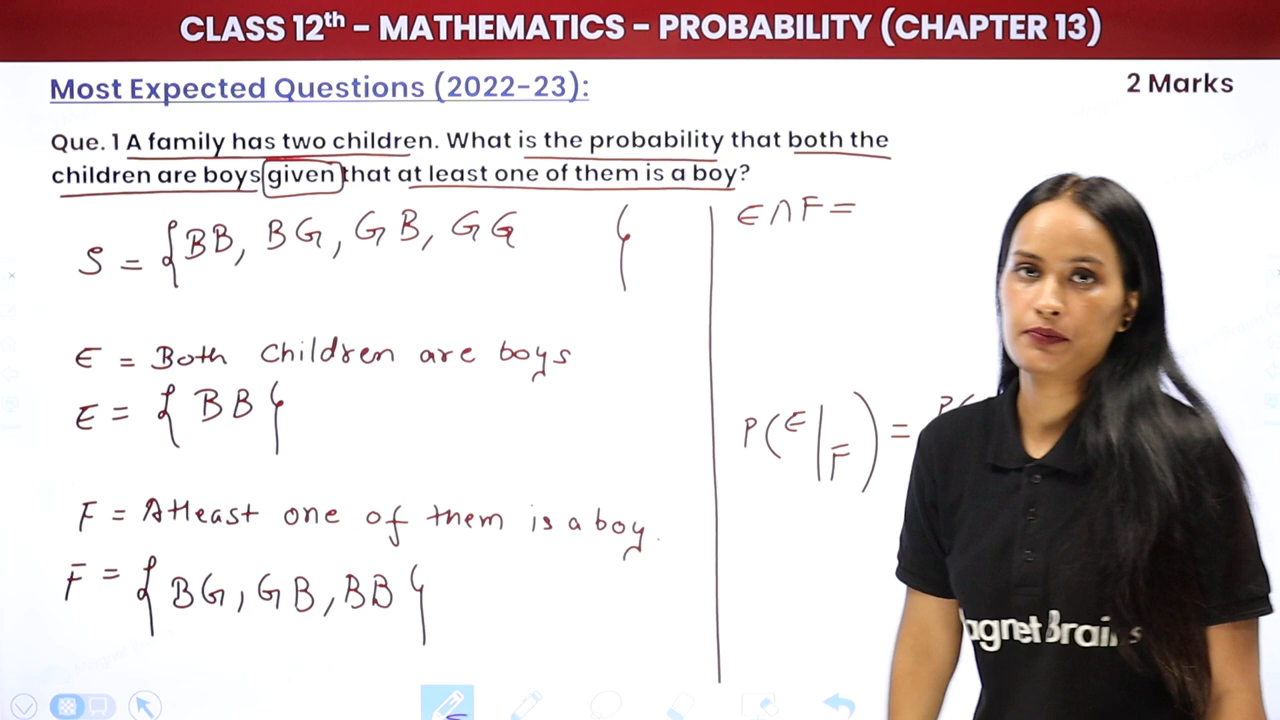 CLASS 12th – MATHEMATICS – PROBABILITY (CHAPTER 13)
Most Expected Questions (2022-23):
2 Marks
Que. 1 A family has two children. What is the probability that both the
children are boys given that at least one of them is a boy?
S = {BB, BG, GB, GG }
E = Both children are boys
E = { BB }
F = Atleast one of them is a boy.
F = { BG, GB, BB }
E ∩ F =
P(E/F) = P(
agnet Brains